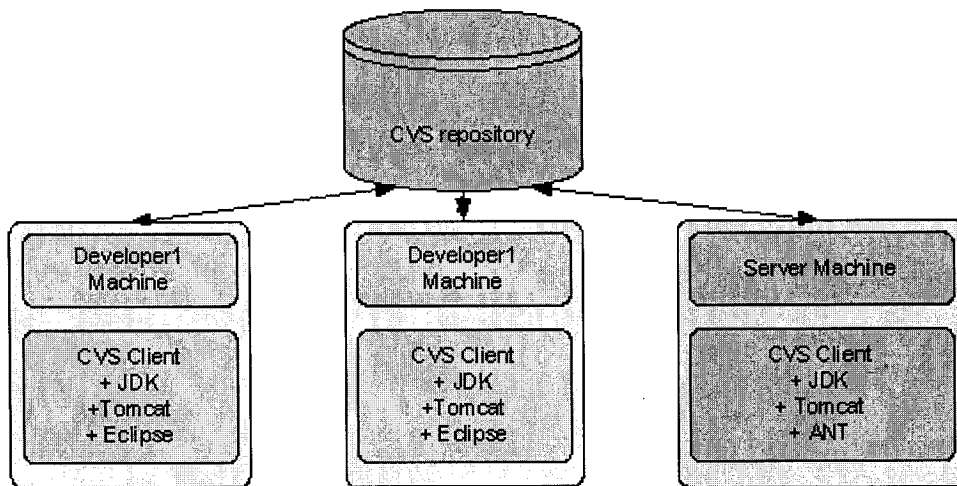 CVS repository
Developer1
Machine
CVS Client
+ JDK
+Tomcat
+ Eclipse
Developer1
Machine
CVS Client
+ JDK
+Tomcat
+ Eclipse
Server Machine
CVS Client
+ JDK
+ Tomcat
+ ANT